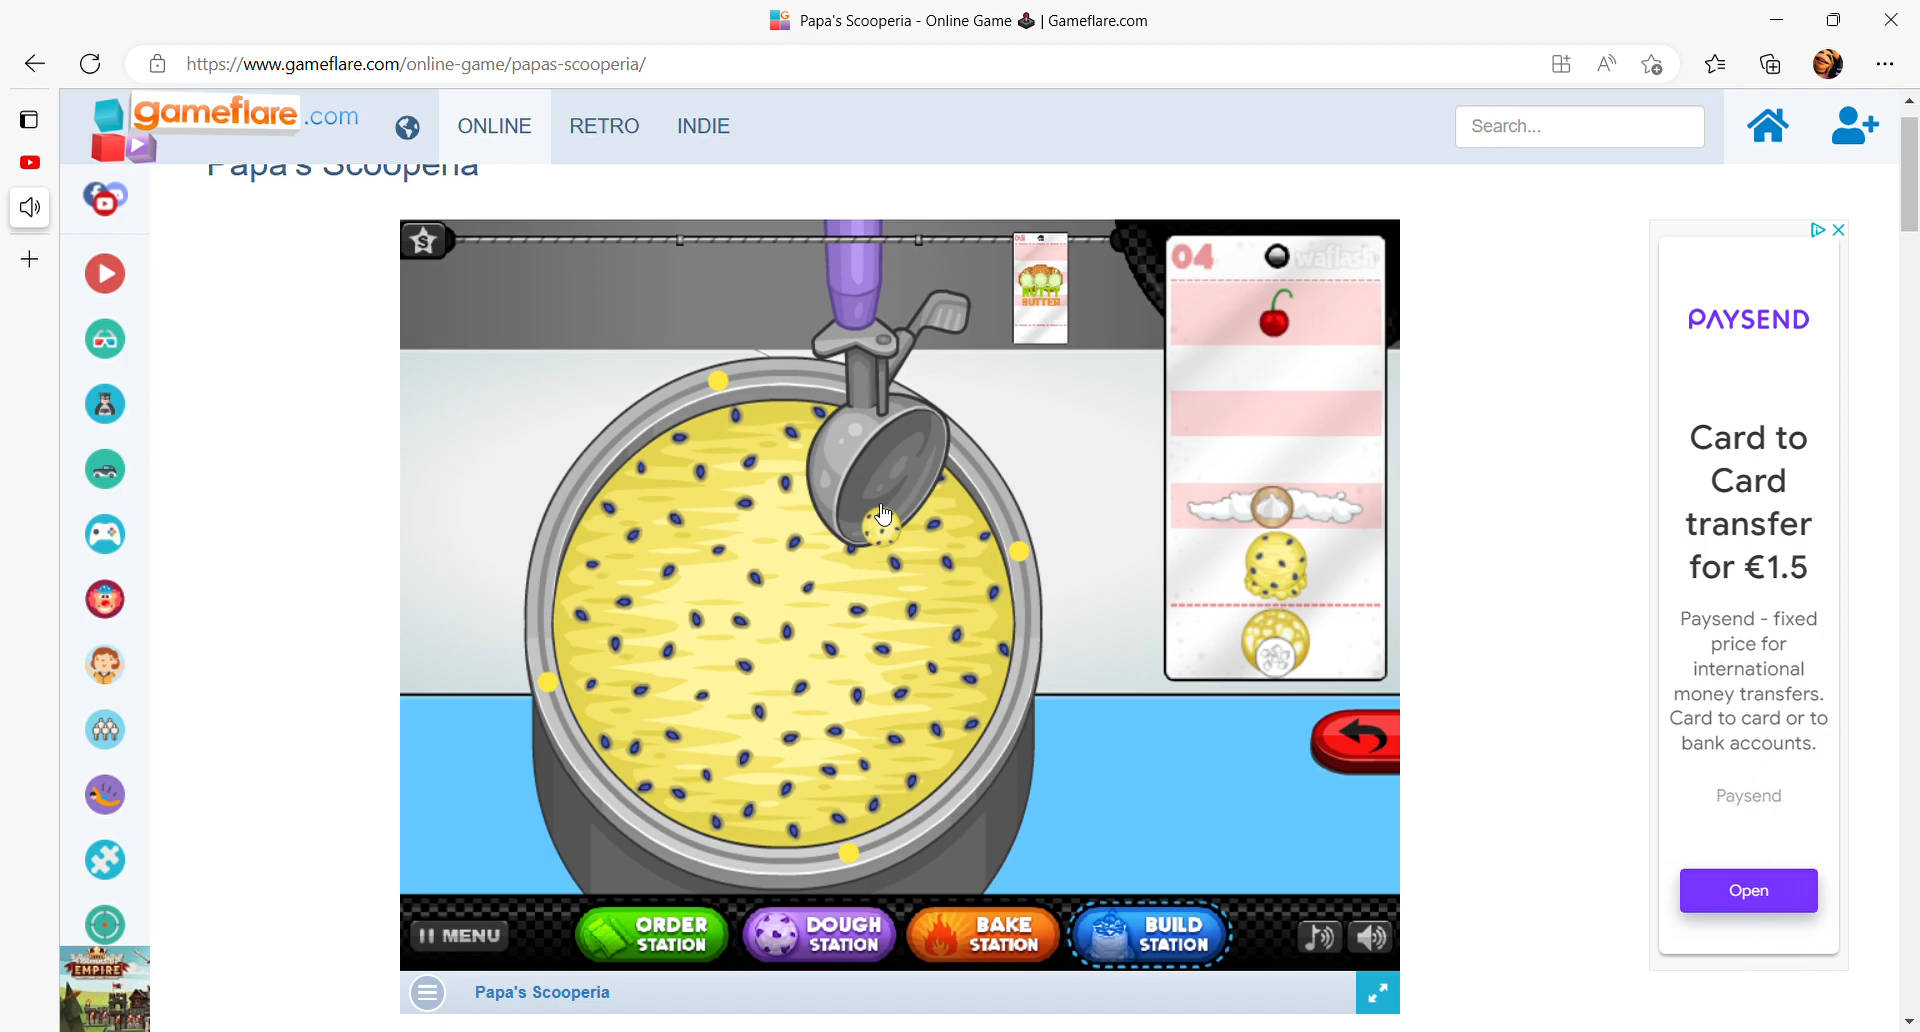 Papa's Scooperia - Online Game | Gameflare.com
https://www.gameflare.com/online-game/papas-scooperia/
gameflare.com
ONLINE
RETRO
INDIE
Search...
Papa's Scooperia
S
NUTTY
BUTTER
04
waflash
PAYSEND
Card to
Card
transfer
for €1.5
Paysend - fixed
price for
international
money transfers.
Card to card or to
bank accounts.
Paysend
Open
MENU
ORDER
STATION
DOUGH
STATION
BAKE
STATION
BUILD
STATION
EMPIRE
Papa's Scooperia